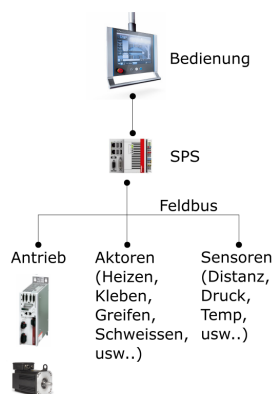 Bedienung
SPS
Feldbus
Antrieb
Aktoren
(Heizen,
Kleben,
Greifen,
Schweissen,
usw..)
Sensoren
(Distanz,
Druck,
Temp,
usw..)